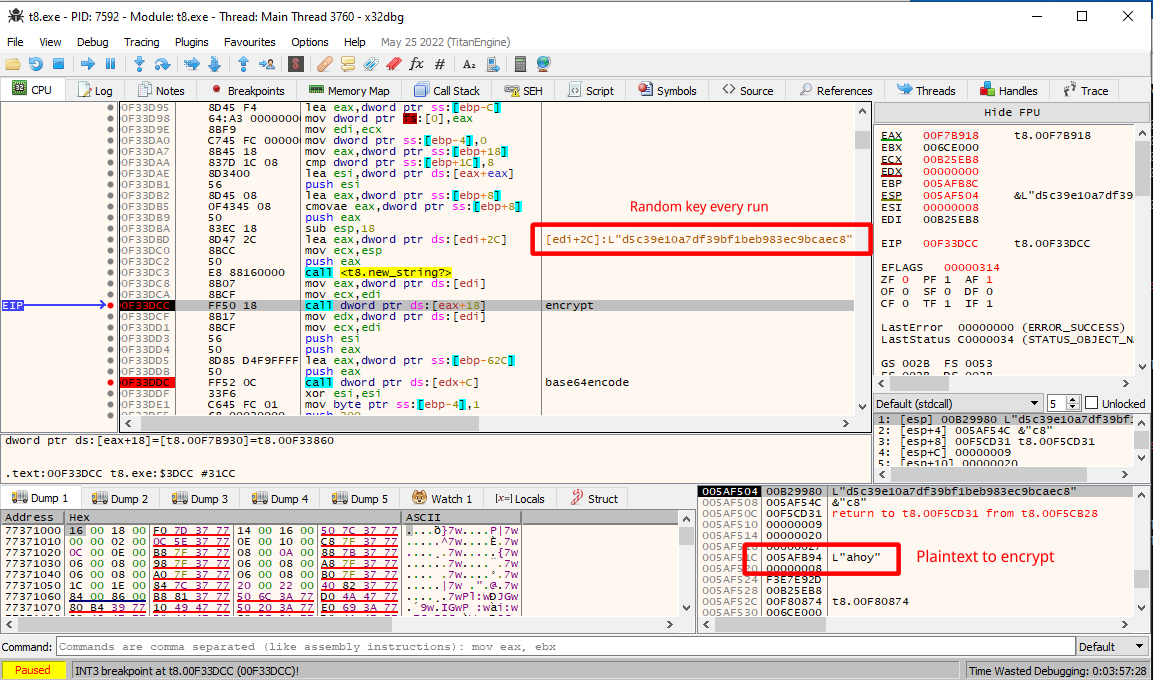 t8.exe - PID: 7592 - Module: t8.exe - Thread: Main Thread 3760 - x32dbg
File View Debug Tracing Plugins Favourites Options Help May 25 2022 (TitanEngine)
CPU Log Notes Breakpoints Memory Map Call Stack SEH Script Symbols Source References Threads Handles Trace
0F33D95 8D45 F4 lea eax,dword ptr ss:[ebp-C]
0F33D98 64:A3 0000000 mov dword ptr fs:[0],eax
0F33D9E 8BF9 mov edi,ecx
0F33DA0 C745 FC 00000 mov dword ptr ss:[ebp-4],0
0F33DA7 8B45 18 mov eax,dword ptr ss:[ebp+18]
0F33DAA 837D 1C 08 cmp dword ptr ss:[ebp+1C],8
0F33DAE 8D3400 lea esi,dword ptr ds:[eax+eax]
0F33DB1 56 push esi
0F33DB2 8D45 08 lea eax,dword ptr ss:[ebp+8]
0F33DB5 0F4345 08 cmovae eax,dword ptr ss:[ebp+8]
0F33DB9 50 push eax
0F33DBA 83EC 18 sub esp,18
0F33DBD 8D47 2C lea eax,dword ptr ds:[edi+2C] [edi+2C]:L"d5c39e10a7df39bf1beb983ec9bcaec8"
0F33DC0 8BCC mov ecx,esp
0F33DC2 50 push eax
0F33DC3 E8 88160000 call <t8.new_string?>
0F33DC8 8B07 mov eax,dword ptr ds:[edi]
0F33DCA 8BCF mov ecx,edi
EIP 0F33DCC FF50 18 call dword ptr ds:[eax+18] encrypt
0F33DCF 8B17 mov edx,dword ptr ds:[edi]
0F33DD1 8BCF mov ecx,edi
0F33DD3 56 push esi
0F33DD4 50 push eax
0F33DD5 8D85 D4F9FFFF lea eax,dword ptr ss:[ebp-62C]
0F33DDB 50 push eax
0F33DDC FF52 0C call dword ptr ds:[edx+C] base64encode
0F33DDF 33F6 xor esi,esi
0F33DE1 C645 FC 01 mov byte ptr ss:[ebp-4],1
Random key every run
Hide FPU
EAX 00F7B918 t8.00F7B918
EBX 006CE000
ECX 00B25EB8
EDX 00000000
EBP 005AFB8C
ESP 005AF504 &L"d5c39e10a7df39
ESI 00000008
EDI 00B25EB8
EIP 00F33DCC t8.00F33DCC
EFLAGS 00000314
ZF 0 PF 1 AF 1
OF 0 SF 0 DF 0
CF 0 TF 1 IF 1
LastError 00000000 (ERROR_SUCCESS)
LastStatus C0000034 (STATUS_OBJECT_NA
GS 002B FS 0053
Default (stdcall) 5 Unlocked
1: [esp] 00B29980 L"d5c39e10a7df39bf1
2: [esp+4] 005AF54C &"c8"
3: [esp+8] 00F5CD31 t8.00F5CD31
4: [esp+C] 00000009
5: [esp+10] 00000020
dword ptr ds:[eax+18]=[t8.00F7B930]=t8.00F33860
.text:00F33DCC t8.exe:$3DCC #31CC
Dump 1 Dump 2 Dump 3 Dump 4 Dump 5 Watch 1 [x=] Locals Struct
Address Hex ASCII
77371000 16 00 18 00 F0 7D 37 77 14 00 16 00 50 7C 37 77 ....ð}7w....P|7w
77371010 00 00 02 00 0C 5E 37 77 0E 00 10 00 C8 7F 37 77 .....^7w....È.7w
77371020 0C 00 0E 00 B8 7F 37 77 08 00 0A 00 88 7B 37 77
77371030 06 00 08 00 98 7F 37 77 06 00 08 00 A8 7F 37 77
77371040 06 00 08 00 A0 7F 37 77 06 00 08 00 B0 7F 37 77
77371050 1C 00 1E 00 84 7C 37 77 20 00 22 00 40 82 37 77
77371060 84 00 86 00 B8 81 37 77 50 6C 3A 77 D0 4A 47 77
77371070 80 B4 39 77 10 49 47 77 50 20 3A 77 E0 69 3A 77
005AF504 00B29980 L"d5c39e10a7df39bf1beb983ec9bcaec8"
005AF508 005AF54C &"c8"
005AF50C 00F5CD31 return to t8.00F5CD31 from t8.00F5CB28
005AF510 00000009
005AF514 00000020
005AFB94 L"ahoy"
005AF520 00000008
005AF524 F3E7E92D
005AF528 00B25EB8
005AF52C 00F80874 t8.00F80874
005AF530 006CE000
Plaintext to encrypt
Command: Commands are comma separated (like assembly instructions): mov eax, ebx Default
Paused INT3 breakpoint at t8.00F33DCC (00F33DCC)! Time Wasted Debugging: 0:03:57:28